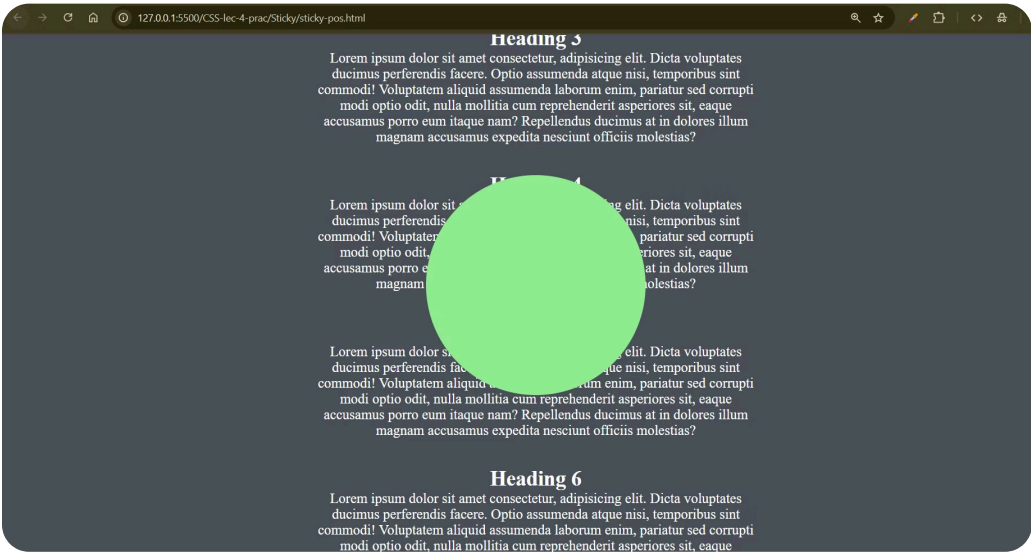 127.0.0.1:5500/CSS-lec-4-prac/Sticky/sticky-pos.html
Heading 3
Lorem ipsum dolor sit amet consectetur, adipisicing elit. Dicta voluptates
ducimus perferendis facere. Optio assumenda atque nisi, temporibus sint
commodi! Voluptatem aliquid assumenda laborum enim, pariatur sed corrupti
modi optio odit, nulla mollitia cum reprehenderit asperiores sit, eaque
accusamus porro eum itaque nam? Repellendus ducimus at in dolores illum
magnam accusamus expedita nesciunt officiis molestias?
4
Lorem ipsum dolor sit elit. Dicta voluptates
ducimus perferendis nisi, temporibus sint
commodi! Voluptatem pariatur sed corrupti
modi optio odit, sit, eaque
accusamus porro at in dolores illum
magnam
Lorem ipsum dolor elit. Dicta voluptates
ducimus perferendis nisi, temporibus sint
commodi! Voluptatem aliquid enim, pariatur sed corrupti
modi optio odit, nulla mollitia cum reprehenderit asperiores sit, eaque
accusamus porro eum itaque nam? Repellendus ducimus at in dolores illum
magnam accusamus expedita nesciunt officiis molestias?
Heading 6
Lorem ipsum dolor sit amet consectetur, adipisicing elit. Dicta voluptates
ducimus perferendis facere. Optio assumenda atque nisi, temporibus sint
commodi! Voluptatem aliquid assumenda laborum enim, pariatur sed corrupti
modi optio odit, nulla mollitia cum reprehenderit asperiores sit, eaque